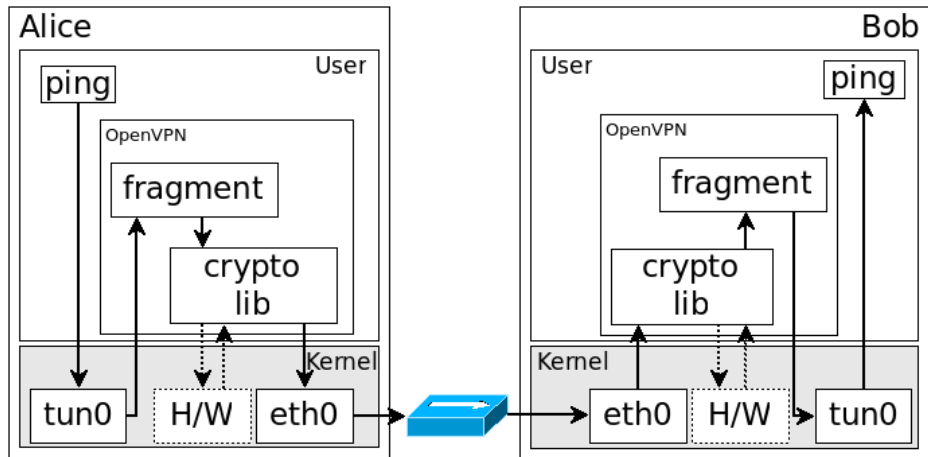 Alice
User
ping
OpenVPN
fragment
crypto
lib
Kernel
tun0
H/W
eth0
Bob
User
ping
OpenVPN
fragment
crypto
lib
Kernel
eth0
H/W
tun0